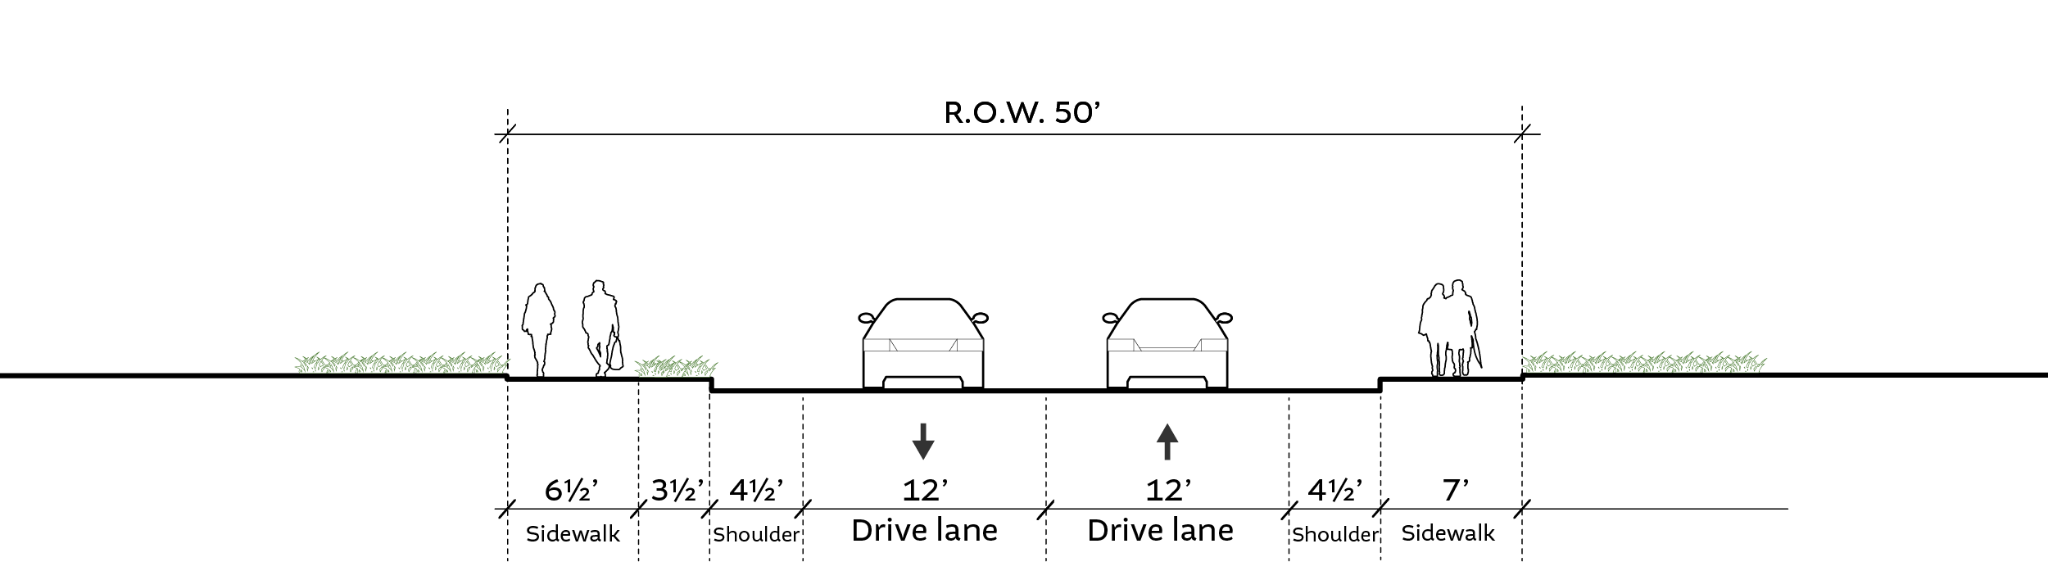 R.O.W. 50’
6½’ 3½’ 4½’ 12’ 12’ 4½’ 7’
Sidewalk Shoulder Drive lane Drive lane Shoulder Sidewalk